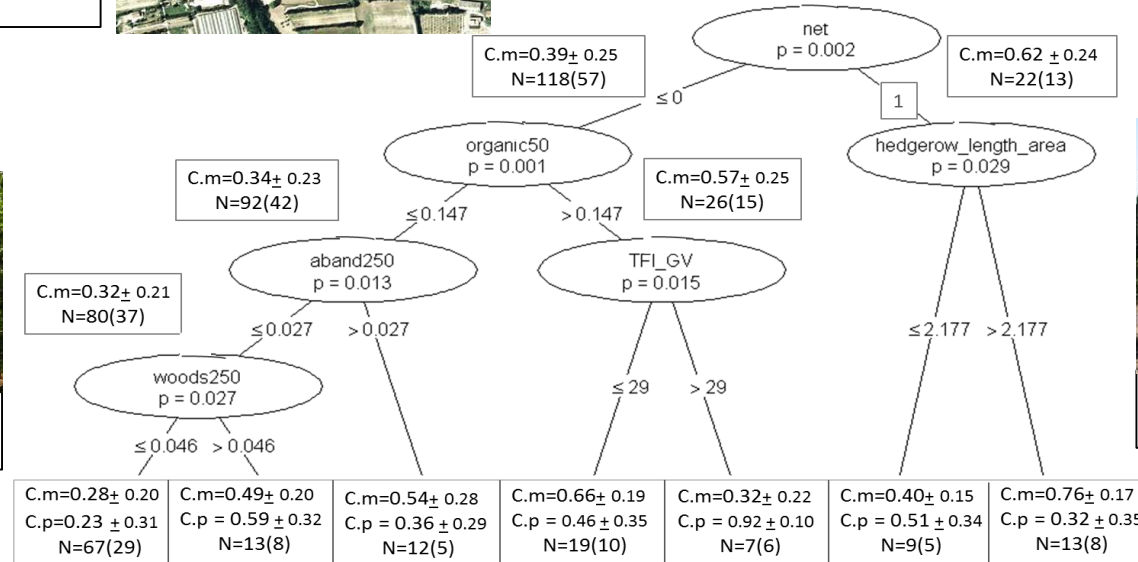 net
p = 0.002
C.m=0.39± 0.25
N=118(57)
C.m=0.62 ± 0.24
N=22(13)
≤0
1
organic50
p = 0.001
hedgerow_length_area
p = 0.029
C.m=0.34± 0.23
N=92(42)
C.m=0.57± 0.25
N=26(15)
≤0.147
>0.147
aband250
p = 0.013
TFI_GV
p = 0.015
C.m=0.32± 0.21
N=80(37)
≤0.027
>0.027
≤2.177
>2.177
woods250
p = 0.027
≤29
>29
≤0.046
>0.046
C.m=0.28± 0.20
C.p=0.23 ± 0.31
N=67(29)
C.m=0.49± 0.20
C.p = 0.59 ± 0.32
N=13(8)
C.m=0.54± 0.28
C.p = 0.36 ± 0.29
N=12(5)
C.m=0.66± 0.19
C.p = 0.46 ± 0.35
N=19(10)
C.m=0.32± 0.22
C.p = 0.92 ± 0.10
N=7(6)
C.m=0.40± 0.15
C.p = 0.51 ± 0.34
N=9(5)
C.m=0.76± 0.17
C.p = 0.32 ± 0.35
N=13(8)